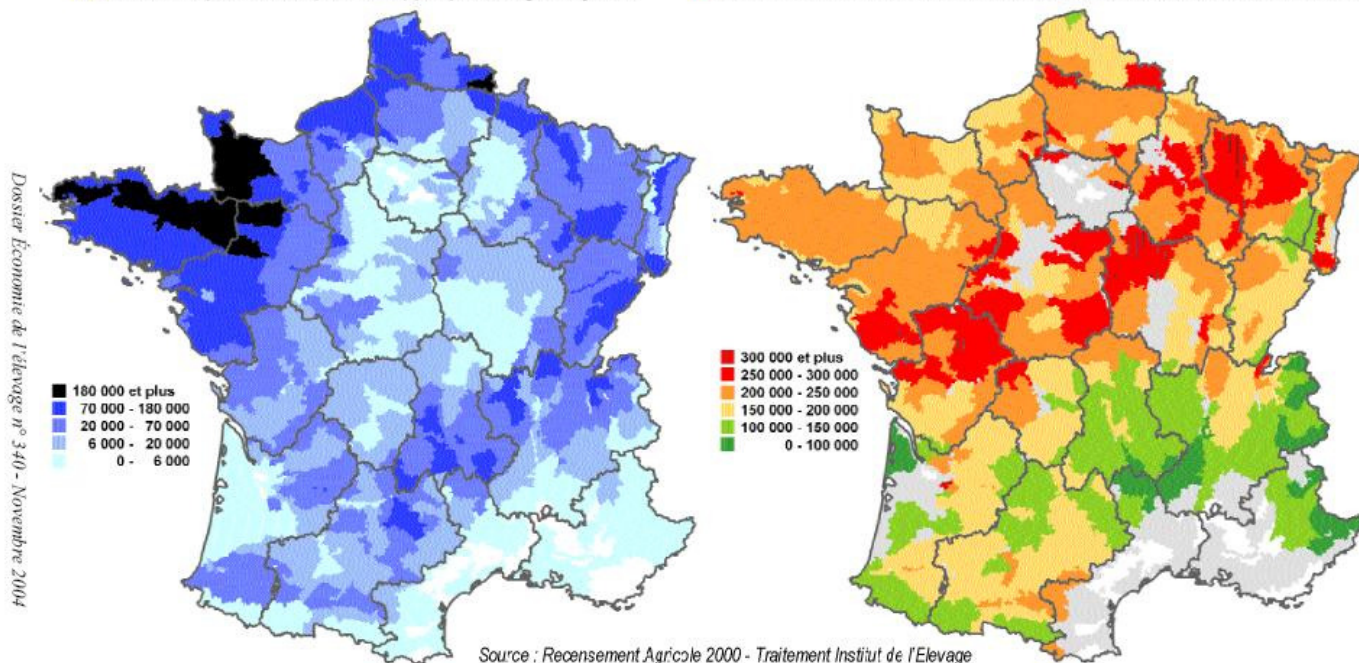 180 000 et plus
70 000 - 180 000
20 000 - 70 000
6 000 - 20 000
0 - 6 000
300 000 et plus
250 000 - 300 000
200 000 - 250 000
150 000 - 200 000
100 000 - 150 000
0 - 100 000
Dossier Économie de l'élevage n° 340 - Novembre 2004
Source : Recensement Agricole 2000 - Traitement Institut de l'Elevage